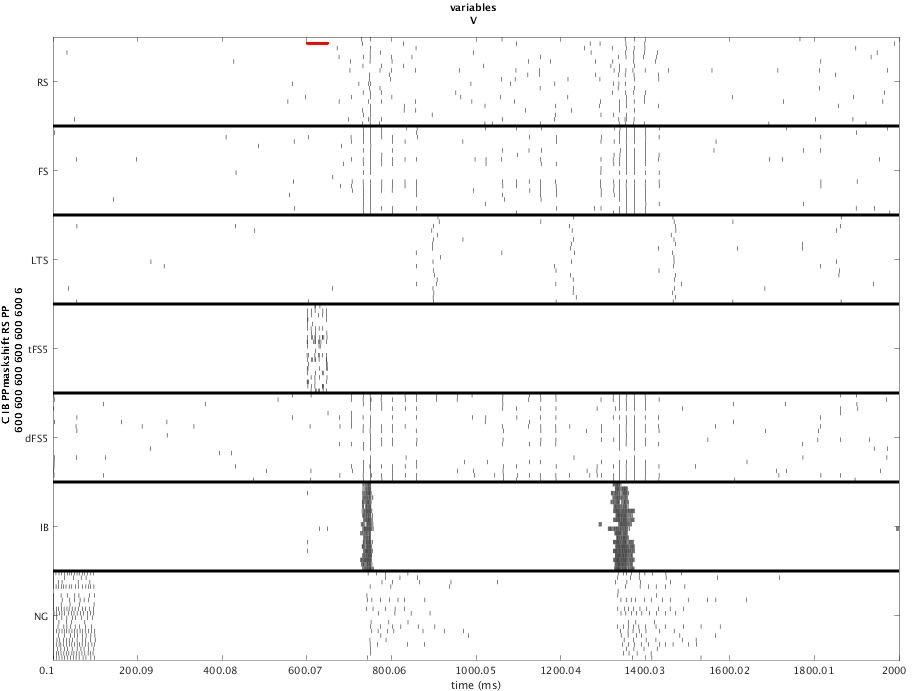 variables
V
RS
FS
LTS
tFS5
dFS5
IB
NG
C IB PPmaskshift RS PP
600 600 600 600 600 600 600 6
0.1 200.09 400.08 600.07 800.06 1000.05 1200.04 1400.03 1600.02 1800.01 2000
time (ms)